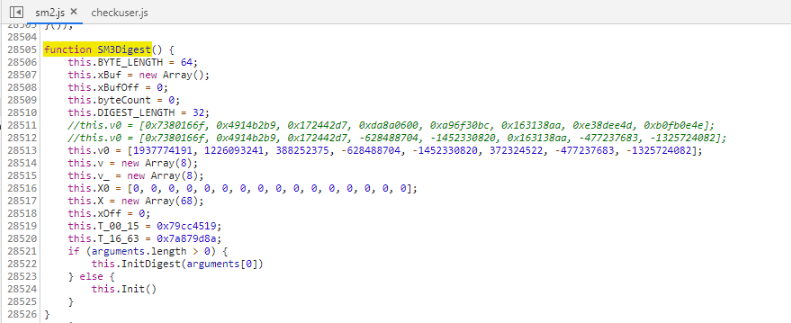 sm2.js × checkuser.js
28503 }());
28504
28505 function SM3Digest() {
28506 this.BYTE_LENGTH = 64;
28507 this.xBuf = new Array();
28508 this.xBufOff = 0;
28509 this.byteCount = 0;
28510 this.DIGEST_LENGTH = 32;
28511 //this.v0 = [0x7380166f, 0x4914b2b9, 0x172442d7, 0xda8a0600, 0xa96f30bc, 0x163138aa, 0xe38dee4d, 0xb0fb0e4e];
28512 //this.v0 = [0x7380166f, 0x4914b2b9, 0x172442d7, -628488704, -1452330820, 0x163138aa, -477237683, -1325724082];
28513 this.v0 = [1937774191, 1226093241, 388252375, -628488704, -1452330820, 372324522, -477237683, -1325724082];
28514 this.v = new Array(8);
28515 this.v_ = new Array(8);
28516 this.X0 = [0, 0, 0, 0, 0, 0, 0, 0, 0, 0, 0, 0, 0, 0, 0, 0];
28517 this.X = new Array(68);
28518 this.xOff = 0;
28519 this.T_00_15 = 0x79cc4519;
28520 this.T_16_63 = 0x7a879d8a;
28521 if (arguments.length > 0) {
28522 this.InitDigest(arguments[0])
28523 } else {
28524 this.Init()
28525 }
28526 }